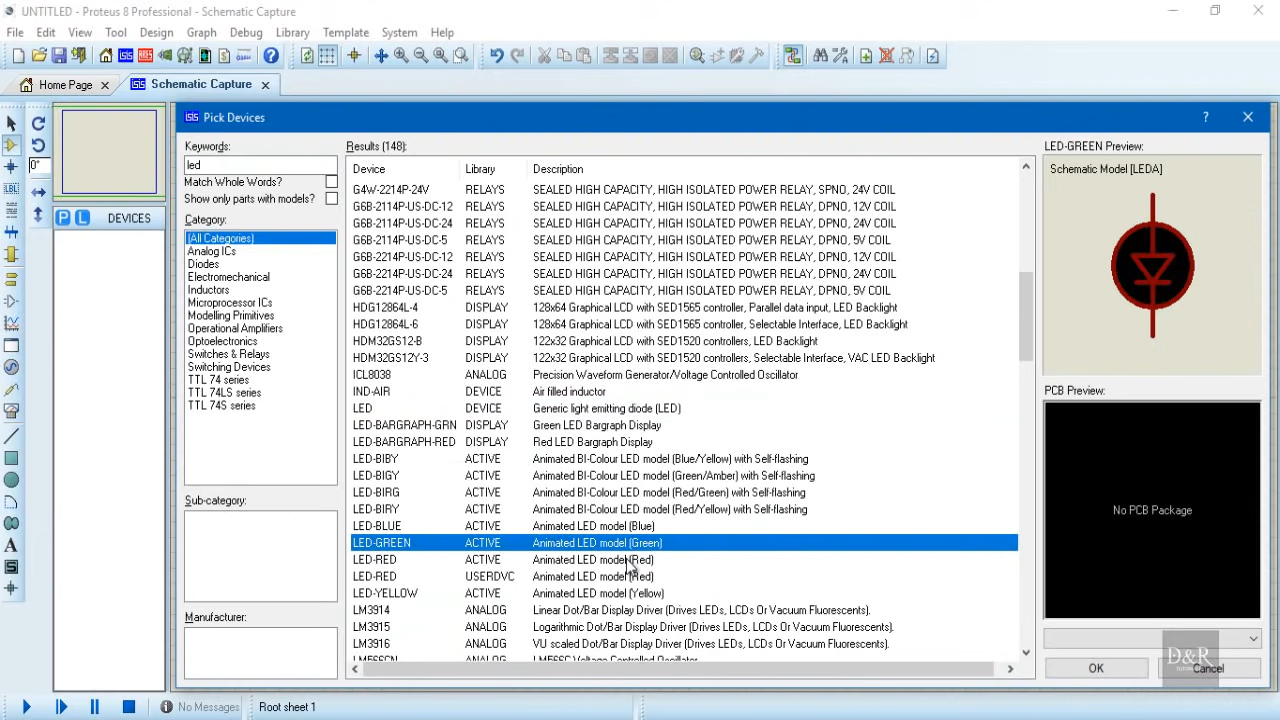 UNTITLED - Proteus 8 Professional - Schematic Capture
File Edit View Tool Design Graph Debug Library Template System Help
Home Page
Schematic Capture
Pick Devices
Keywords:
led
Match Whole Words?
Show only parts with models?
Category:
(All Categories)
Analog ICs
Diodes
Electromechanical
Inductors
Microprocessor ICs
Modelling Primitives
Operational Amplifiers
Optoelectronics
Switches & Relays
Switching Devices
TTL 74 series
TTL 74LS series
TTL 74S series
Sub-category:
Manufacturer:
Results (148):
Device Library Description
G4W-2214P-24V RELAYS SEALED HIGH CAPACITY, HIGH ISOLATED POWER RELAY, SPNO, 24V COIL
G6B-2114P-US-DC-12 RELAYS SEALED HIGH CAPACITY, HIGH ISOLATED POWER RELAY, DPNO, 12V COIL
G6B-2114P-US-DC-24 RELAYS SEALED HIGH CAPACITY, HIGH ISOLATED POWER RELAY, DPNO, 24V COIL
G6B-2114P-US-DC-5 RELAYS SEALED HIGH CAPACITY, HIGH ISOLATED POWER RELAY, DPNO, 5V COIL
G6B-2214P-US-DC-12 RELAYS SEALED HIGH CAPACITY, HIGH ISOLATED POWER RELAY, DPNO, 12V COIL
G6B-2214P-US-DC-24 RELAYS SEALED HIGH CAPACITY, HIGH ISOLATED POWER RELAY, DPNO, 24V COIL
G6B-2214P-US-DC-5 RELAYS SEALED HIGH CAPACITY, HIGH ISOLATED POWER RELAY, DPNO, 5V COIL
HDG12864L-4 DISPLAY 128x64 Graphical LCD with SED1565 controller, Parallel data input, LED Backlight
HDG12864L-6 DISPLAY 128x64 Graphical LCD with SED1565 controller, Selectable Interface, LED Backlight
HDM32GS12-B DISPLAY 122x32 Graphical LCD with SED1520 controllers, LED Backlight
HDM32GS12Y-3 DISPLAY 122x32 Graphical LCD with SED1520 controllers, Selectable Interface, VAC LED Backlight
ICL8038 ANALOG Precision Waveform Generator/Voltage Controlled Oscillator
IND-AIR DEVICE Air filled inductor
LED DEVICE Generic light emitting diode (LED)
LED-BARGRAPH-GRN DISPLAY Green LED Bargraph Display
LED-BARGRAPH-RED DISPLAY Red LED Bargraph Display
LED-BIBY ACTIVE Animated BI-Colour LED model (Blue/Yellow) with Self-flashing
LED-BIGY ACTIVE Animated BI-Colour LED model (Green/Amber) with Self-flashing
LED-BIRG ACTIVE Animated BI-Colour LED model (Red/Green) with Self-flashing
LED-BIRY ACTIVE Animated BI-Colour LED model (Red/Yellow) with Self-flashing
LED-BLUE ACTIVE Animated LED model (Blue)
LED-GREEN ACTIVE Animated LED model (Green)
LED-RED ACTIVE Animated LED model (Red)
LED-RED USERDVC Animated LED model (Red)
LED-YELLOW ACTIVE Animated LED model (Yellow)
LM3914 ANALOG Linear Dot/Bar Display Driver (Drives LEDs, LCDs Or Vacuum Fluorescents).
LM3915 ANALOG Logarithmic Dot/Bar Display Driver (Drives LEDs, LCDs Or Vacuum Fluorescents).
LM3916 ANALOG VU scaled Dot/Bar Display Driver (Drives LEDs, LCDs Or Vacuum Fluorescents).
LM566CN ANALOG LM566C Voltage Controlled Oscillator
LED-GREEN Preview:
Schematic Model [LEDA]
PCB Preview:
No PCB Package
OK
Cancel
D&R
P L DEVICES
0°
LBL
A
No Messages
Root sheet 1